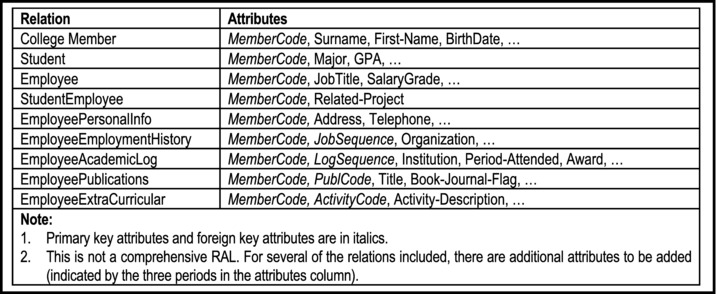 Relation Attributes
College Member MemberCode, Surname, First-Name, BirthDate, …
Student MemberCode, Major, GPA, …
Employee MemberCode, JobTitle, SalaryGrade, …
StudentEmployee MemberCode, Related-Project
EmployeePersonalInfo MemberCode, Address, Telephone, …
EmployeeEmploymentHistory MemberCode, JobSequence, Organization, …
EmployeeAcademicLog MemberCode, LogSequence, Institution, Period-Attended, Award, …
EmployeePublications MemberCode, PublCode, Title, Book-Journal-Flag, …
EmployeeExtraCurricular MemberCode, ActivityCode, Activity-Description, …
Note:
1. Primary key attributes and foreign key attributes are in italics.
2. This is not a comprehensive RAL. For several of the relations included, there are additional attributes to be added
(indicated by the three periods in the attributes column).